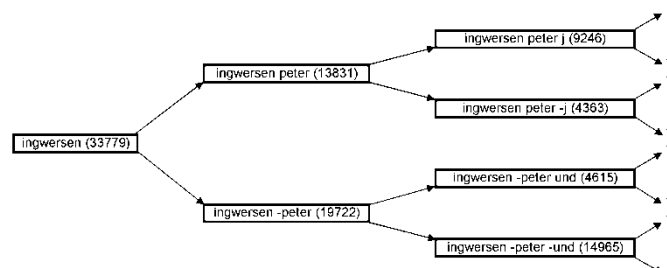 ingwersen (33779)
ingwersen peter (13831)
ingwersen -peter (19722)
ingwersen peter j (9246)
ingwersen peter -j (4363)
ingwersen -peter und (4615)
ingwersen -peter -und (14965)